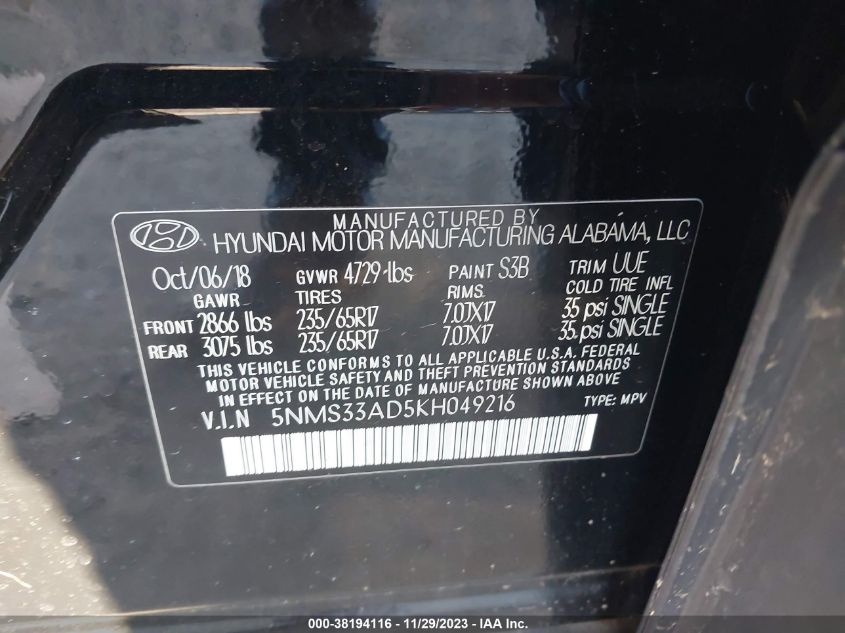 MANUFACTURED BY
HYUNDAI MOTOR MANUFACTURING ALABAMA, LLC
Oct/06/18 GVWR 4729 lbs PAINT S3B TRIM UUE
GAWR TIRES RIMS COLD TIRE INFL
FRONT 2866 lbs 235/65R17 7.0JX17 35 psi SINGLE
REAR 3075 lbs 235/65R17 7.0JX17 35 psi SINGLE
THIS VEHICLE CONFORMS TO ALL APPLICABLE U.S.A. FEDERAL
MOTOR VEHICLE SAFETY AND THEFT PREVENTION STANDARDS
IN EFFECT ON THE DATE OF MANUFACTURE SHOWN ABOVE
V.I.N 5NMS33AD5KH049216 TYPE: MPV
000-38194116 - 11/29/2023 - IAA Inc.